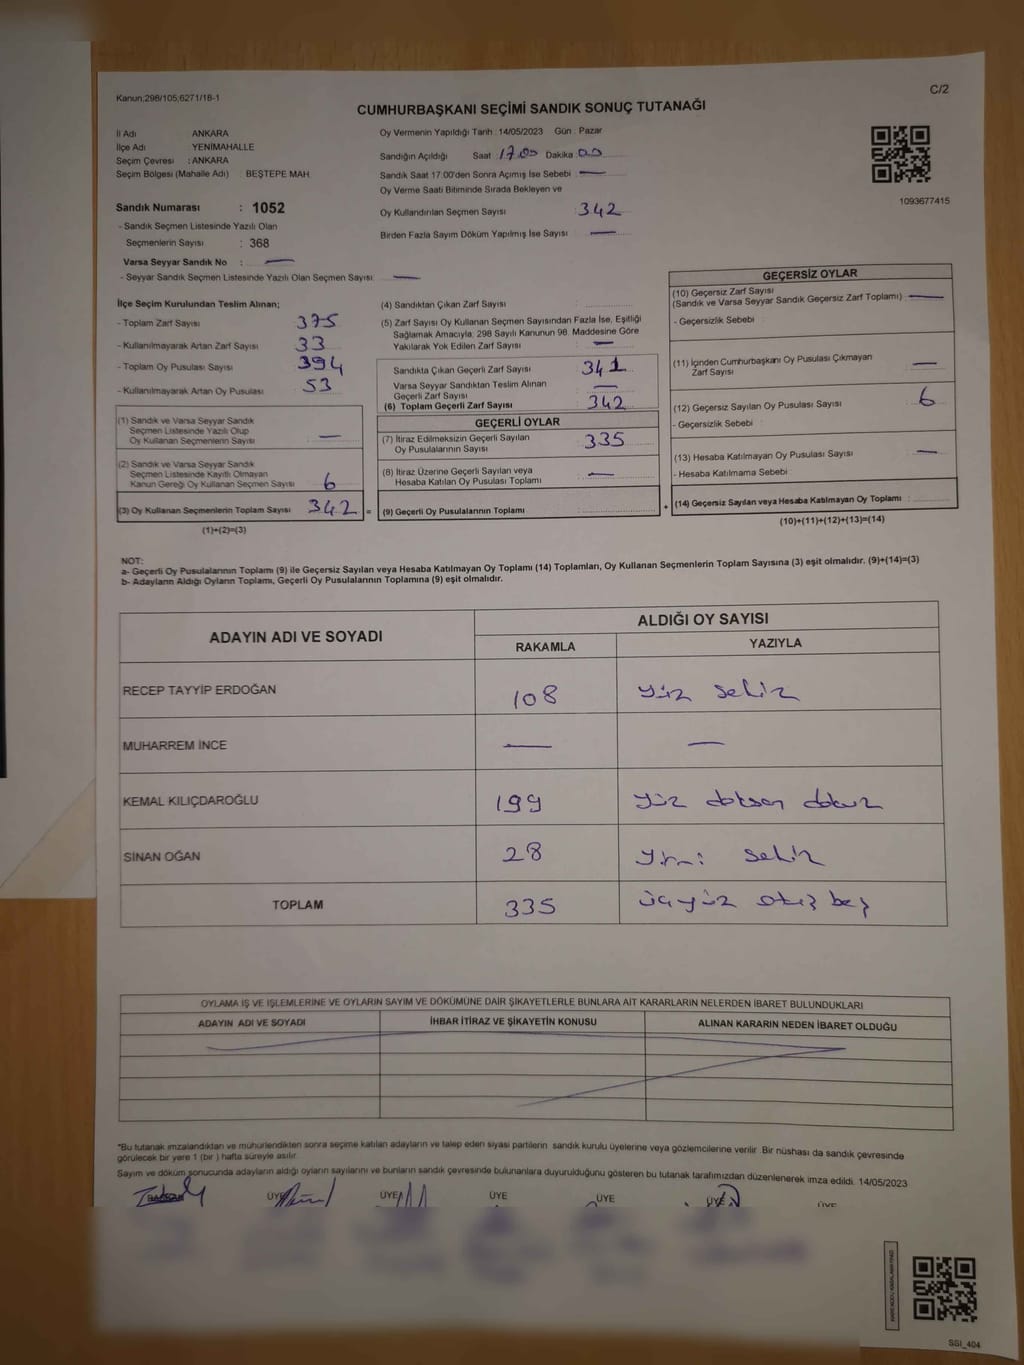 Kanun:298/105;6271/18-1
C/2
CUMHURBAŞKANI SEÇİMİ SANDIK SONUÇ TUTANAĞI
İl Adı ANKARA
İlçe Adı YENİMAHALLE
Seçim Çevresi : ANKARA
Seçim Bölgesi (Mahalle Adı) : BEŞTEPE MAH.
Oy Vermenin Yapıldığı Tarih : 14/05/2023 Gün : Pazar
Sandığın Açıldığı Saat : 17.00 Dakika : 00
Sandık Saat 17:00'den Sonra Açımış İse Sebebi : —
Oy Verme Saati Bitiminde Sırada Bekleyen ve
Oy Kullandırılan Seçmen Sayısı : 342
Birden Fazla Sayım Döküm Yapılmış İse Sayısı : —
1093677415
Sandık Numarası : 1052
- Sandık Seçmen Listesinde Yazılı Olan
Seçmenlerin Sayısı : 368
Varsa Seyyar Sandık No : —
- Seyyar Sandık Seçmen Listesinde Yazılı Olan Seçmen Sayısı: —
İlçe Seçim Kurulundan Teslim Alınan;
- Toplam Zarf Sayısı 375
- Kullanılmayarak Artan Zarf Sayısı 33
- Toplam Oy Pusulası Sayısı 394
- Kullanılmayarak Artan Oy Pusulası 53
(1) Sandık ve Varsa Seyyar Sandık
Seçmen Listesinde Yazılı Olup
Oy Kullanan Seçmenlerin Sayısı —
(2) Sandık ve Varsa Seyyar Sandık
Seçmen Listesinde Kayıtlı Olmayan
Kanun Gereği Oy Kullanan Seçmen Sayısı 6
(3) Oy Kullanan Seçmenlerin Toplam Sayısı 342 =
(1)+(2)=(3)
(4) Sandıktan Çıkan Zarf Sayısı :
(5) Zarf Sayısı Oy Kullanan Seçmen Sayısından Fazla İse, Eşitliği
Sağlamak Amacıyla; 298 Sayılı Kanunun 98. Maddesine Göre
Yakılarak Yok Edilen Zarf Sayısı : —
Sandıkta Çıkan Geçerli Zarf Sayısı : 341
Varsa Seyyar Sandıktan Teslim Alınan
Geçerli Zarf Sayısı : —
(6) Toplam Geçerli Zarf Sayısı : 342
GEÇERLİ OYLAR
(7) İtiraz Edilmeksizin Geçerli Sayılan
Oy Pusulalarının Sayısı : 335
(8) İtiraz Üzerine Geçerli Sayılan veya
Hesaba Katılan Oy Pusulası Toplamı : —
(9) Geçerli Oy Pusulalarının Toplamı : +
GEÇERSİZ OYLAR
(10) Geçersiz Zarf Sayısı
(Sandık ve Varsa Seyyar Sandık Geçersiz Zarf Toplamı) : —
- Geçersizlik Sebebi :
(11) İçinden Cumhurbaşkanı Oy Pusulası Çıkmayan
Zarf Sayısı : —
(12) Geçersiz Sayılan Oy Pusulası Sayısı : 6
- Geçersizlik Sebebi :
(13) Hesaba Katılmayan Oy Pusulası Sayısı : —
- Hesaba Katılmama Sebebi :
(14) Geçersiz Sayılan veya Hesaba Katılmayan Oy Toplamı :
(10)+(11)+(12)+(13)=(14)
NOT:
a- Geçerli Oy Pusulalarının Toplamı (9) ile Geçersiz Sayılan veya Hesaba Katılmayan Oy Toplamı (14) Toplamları, Oy Kullanan Seçmenlerin Toplam Sayısına (3) eşit olmalıdır. (9)+(14)=(3)
b- Adayların Aldığı Oyların Toplamı, Geçerli Oy Pusulalarının Toplamına (9) eşit olmalıdır.
ADAYIN ADI VE SOYADI ALDIĞI OY SAYISI
RAKAMLA YAZIYLA
RECEP TAYYİP ERDOĞAN 108 yüz sekiz
MUHARREM İNCE — —
KEMAL KILIÇDAROĞLU 199 yüz doksan dokuz
SİNAN OĞAN 28 yirmi sekiz
TOPLAM 335 üçyüz otuz beş
OYLAMA İŞ VE İŞLEMLERİNE VE OYLARIN SAYIM VE DÖKÜMÜNE DAİR ŞİKAYETLERLE BUNLARA AİT KARARLARIN NELERDEN İBARET BULUNDUKLARI
ADAYIN ADI VE SOYADI İHBAR İTİRAZ VE ŞİKAYETİN KONUSU ALINAN KARARIN NEDEN İBARET OLDUĞU
*Bu tutanak imzalandıktan ve mühürlendikten sonra seçime katılan adayların ve talep eden siyasi partilerin sandık kurulu üyelerine veya gözlemcilerine verilir. Bir nüshası da sandık çevresinde
görülecek bir yere 1 (bir) hafta süreyle asılır.
Sayım ve döküm sonucunda adayların aldığı oyların sayılarını ve bunların sandık çevresinde bulunanlara duyurulduğunu gösteren bu tutanak tarafımızdan düzenlenerek imza edildi. 14/05/2023
BAŞKAN ÜYE ÜYE ÜYE ÜYE ÜYE ÜYE
SGI_404